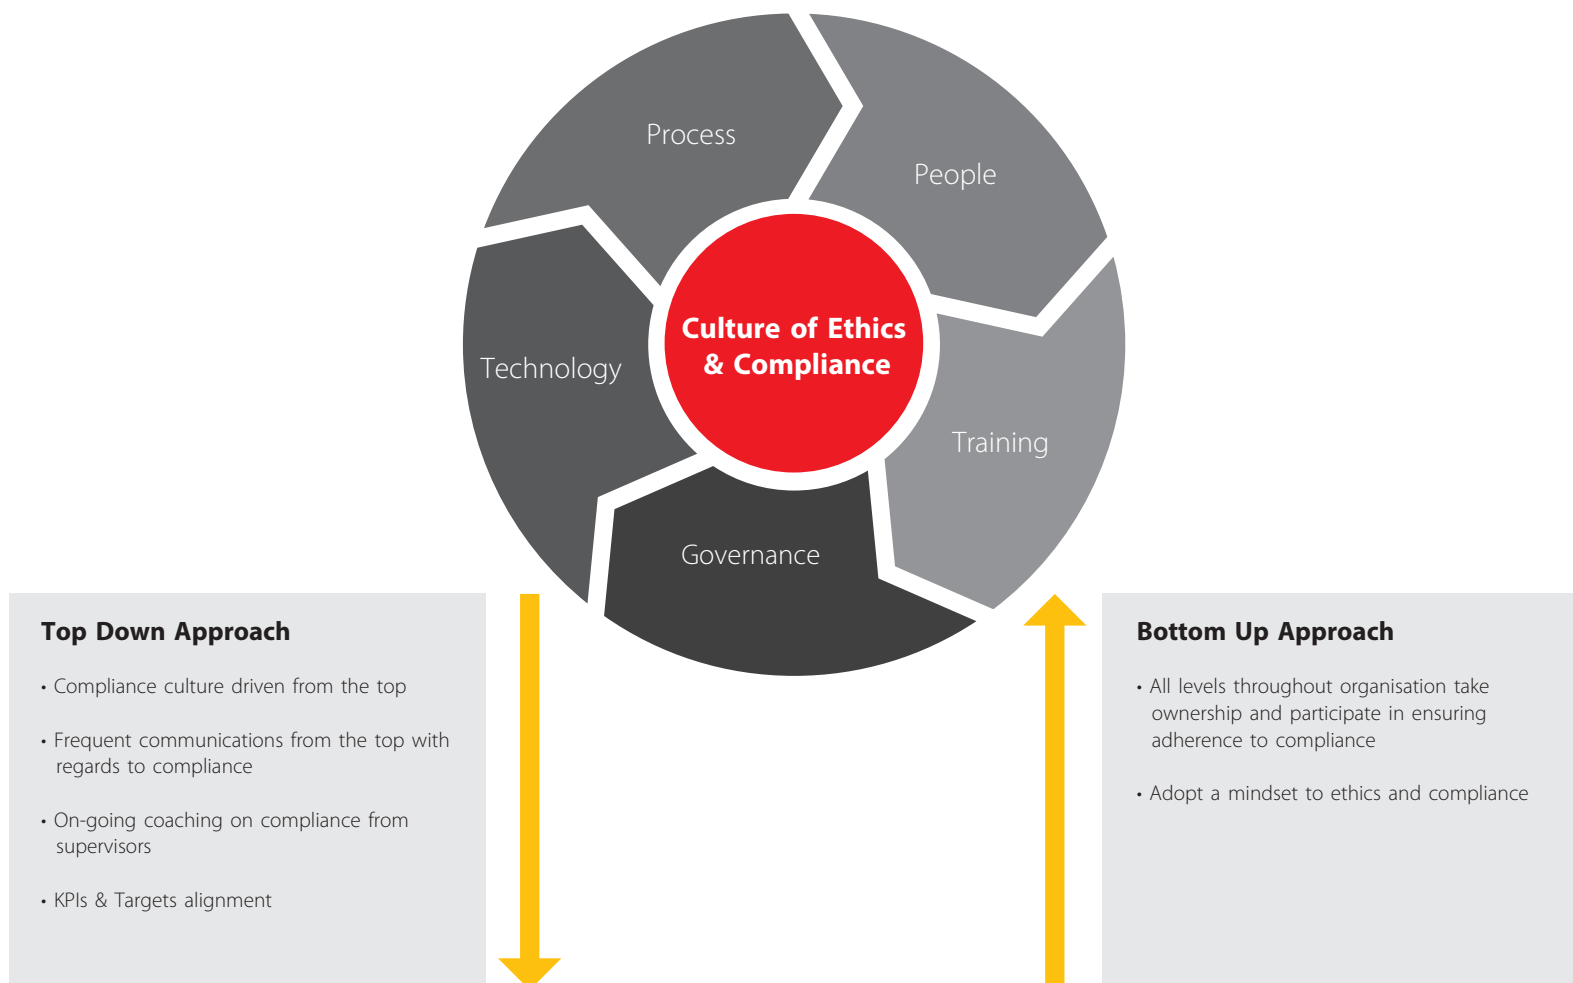 Process
People
Culture of Ethics
& Compliance
Technology
Training
Governance
Top Down Approach
• Compliance culture driven from the top
• Frequent communications from the top with
regards to compliance
• On-going coaching on compliance from
supervisors
• KPIs & Targets alignment
Bottom Up Approach
• All levels throughout organisation take
ownership and participate in ensuring
adherence to compliance
• Adopt a mindset to ethics and compliance